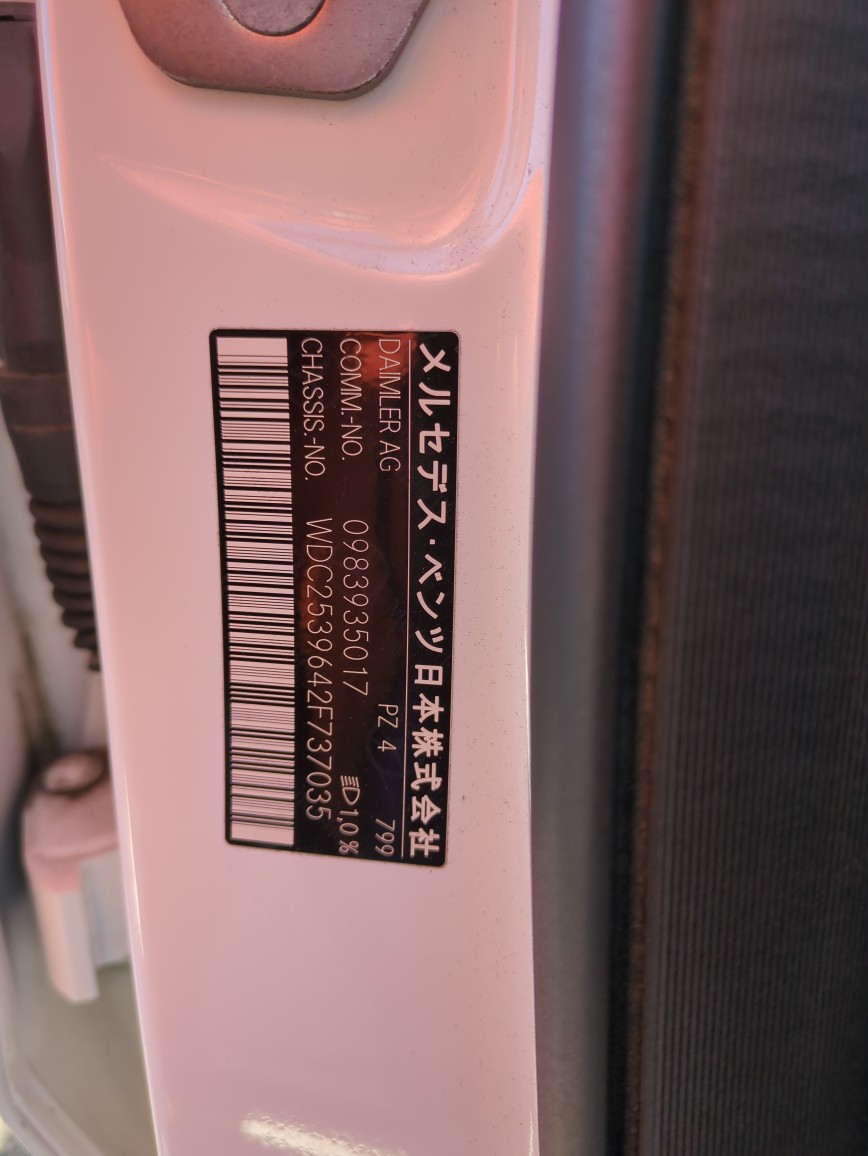 メルセデス・ベンツ日本株式会社
DAIMLER AG PZ 4 799
COMM.-NO. 0983935017 1,0 %
CHASSIS.-NO. WDC2539642F737035